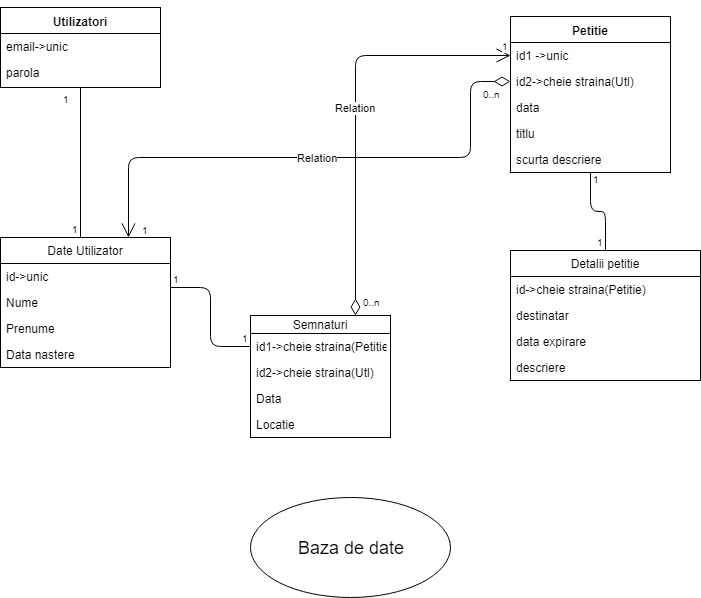 Utilizatori
email->unic
parola
1
1
Date Utilizator
id->unic
Nume
Prenume
Data nastere
1
1
1
Relation
Relation
0..n
Semnaturi
id1->cheie straina(Petitie
id2->cheie straina(Utl)
Data
Locatie
1
0..n
Petitie
id1 ->unic
id2->cheie straina(Utl)
data
titlu
scurta descriere
1
1
Detalii petitie
id->cheie straina(Petitie)
destinatar
data expirare
descriere
Baza de date